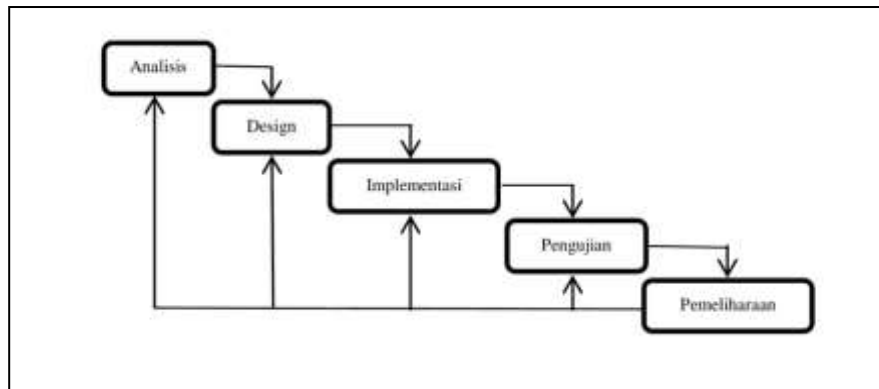 Analisis
Design
Implementasi
Pengujian
Pemeliharaan